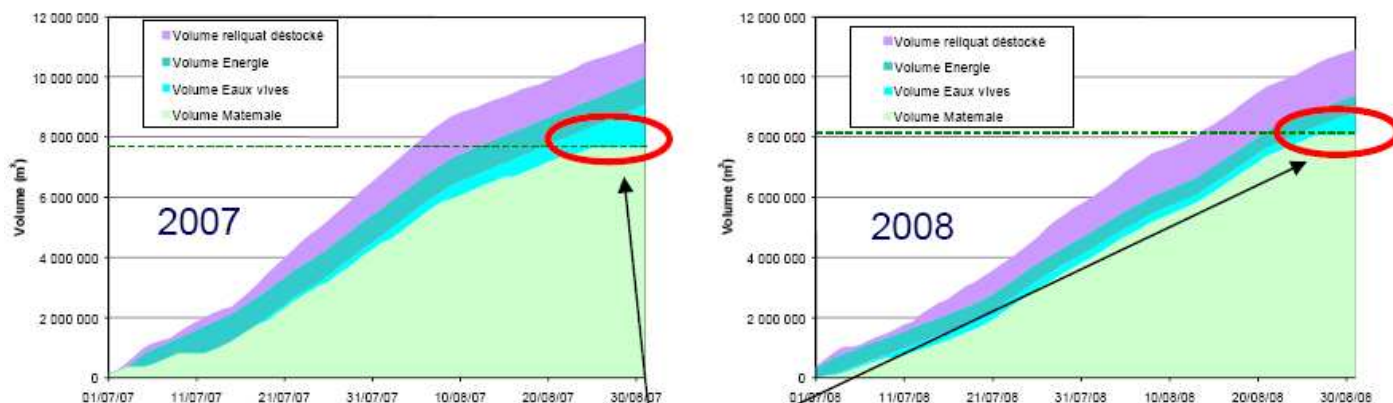 12 000 000
10 000 000
8 000 000
6 000 000
4 000 000
2 000 000
0
Volume (m³)
Volume reliquat déstocké
Volume Energie
Volume Eaux vives
Volume Matemale
2007
01/07/07 11/07/07 21/07/07 31/07/07 10/08/07 20/08/07 30/08/07
12 000 000
10 000 000
8 000 000
6 000 000
4 000 000
2 000 000
0
Volume (m³)
Volume reliquat déstocké
Volume Energie
Volume Eaux vives
Volume Matemale
2008
01/07/08 11/07/08 21/07/08 31/07/08 10/08/08 20/08/08 30/08/08